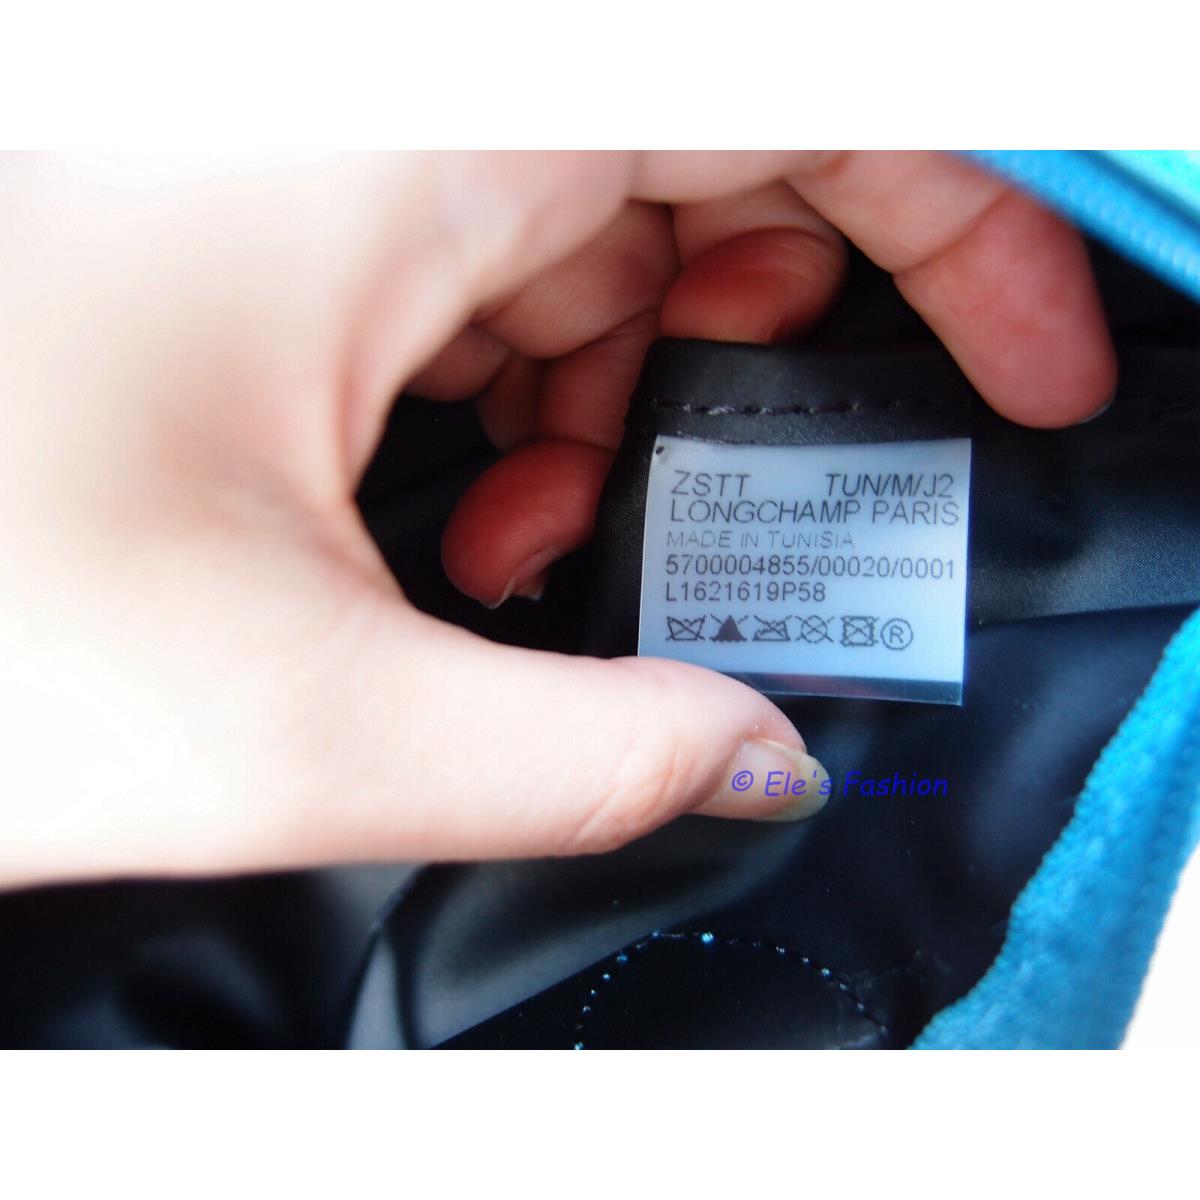 ZSTT TUN/M/J2
LONGCHAMP PARIS
MADE IN TUNISIA
5700004855/00020/0001
L1621619P58
®
© Ele's Fashion